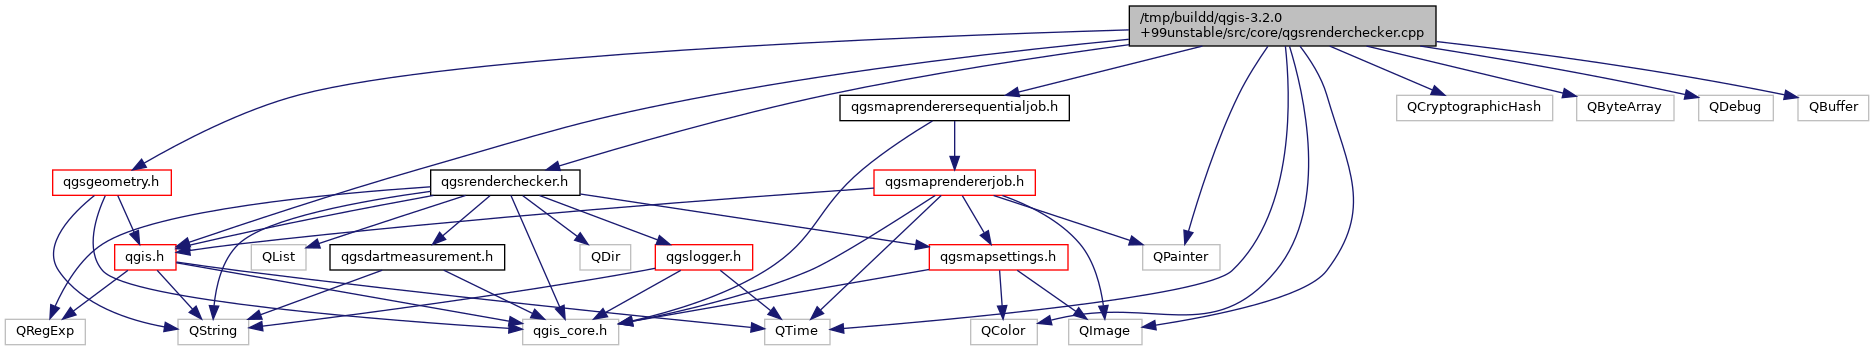 /tmp/buildd/qgis-3.2.0
+99unstable/src/core/qgsrenderchecker.cpp
qgsmaprenderersequentialjob.h
QCryptographicHash
QByteArray
QDebug
QBuffer
qgsgeometry.h
qgsrenderchecker.h
qgsmaprendererjob.h
qgis.h
QList
qgsdartmeasurement.h
QDir
qgslogger.h
qgsmapsettings.h
QPainter
QRegExp
QString
qgis_core.h
QTime
QColor
QImage